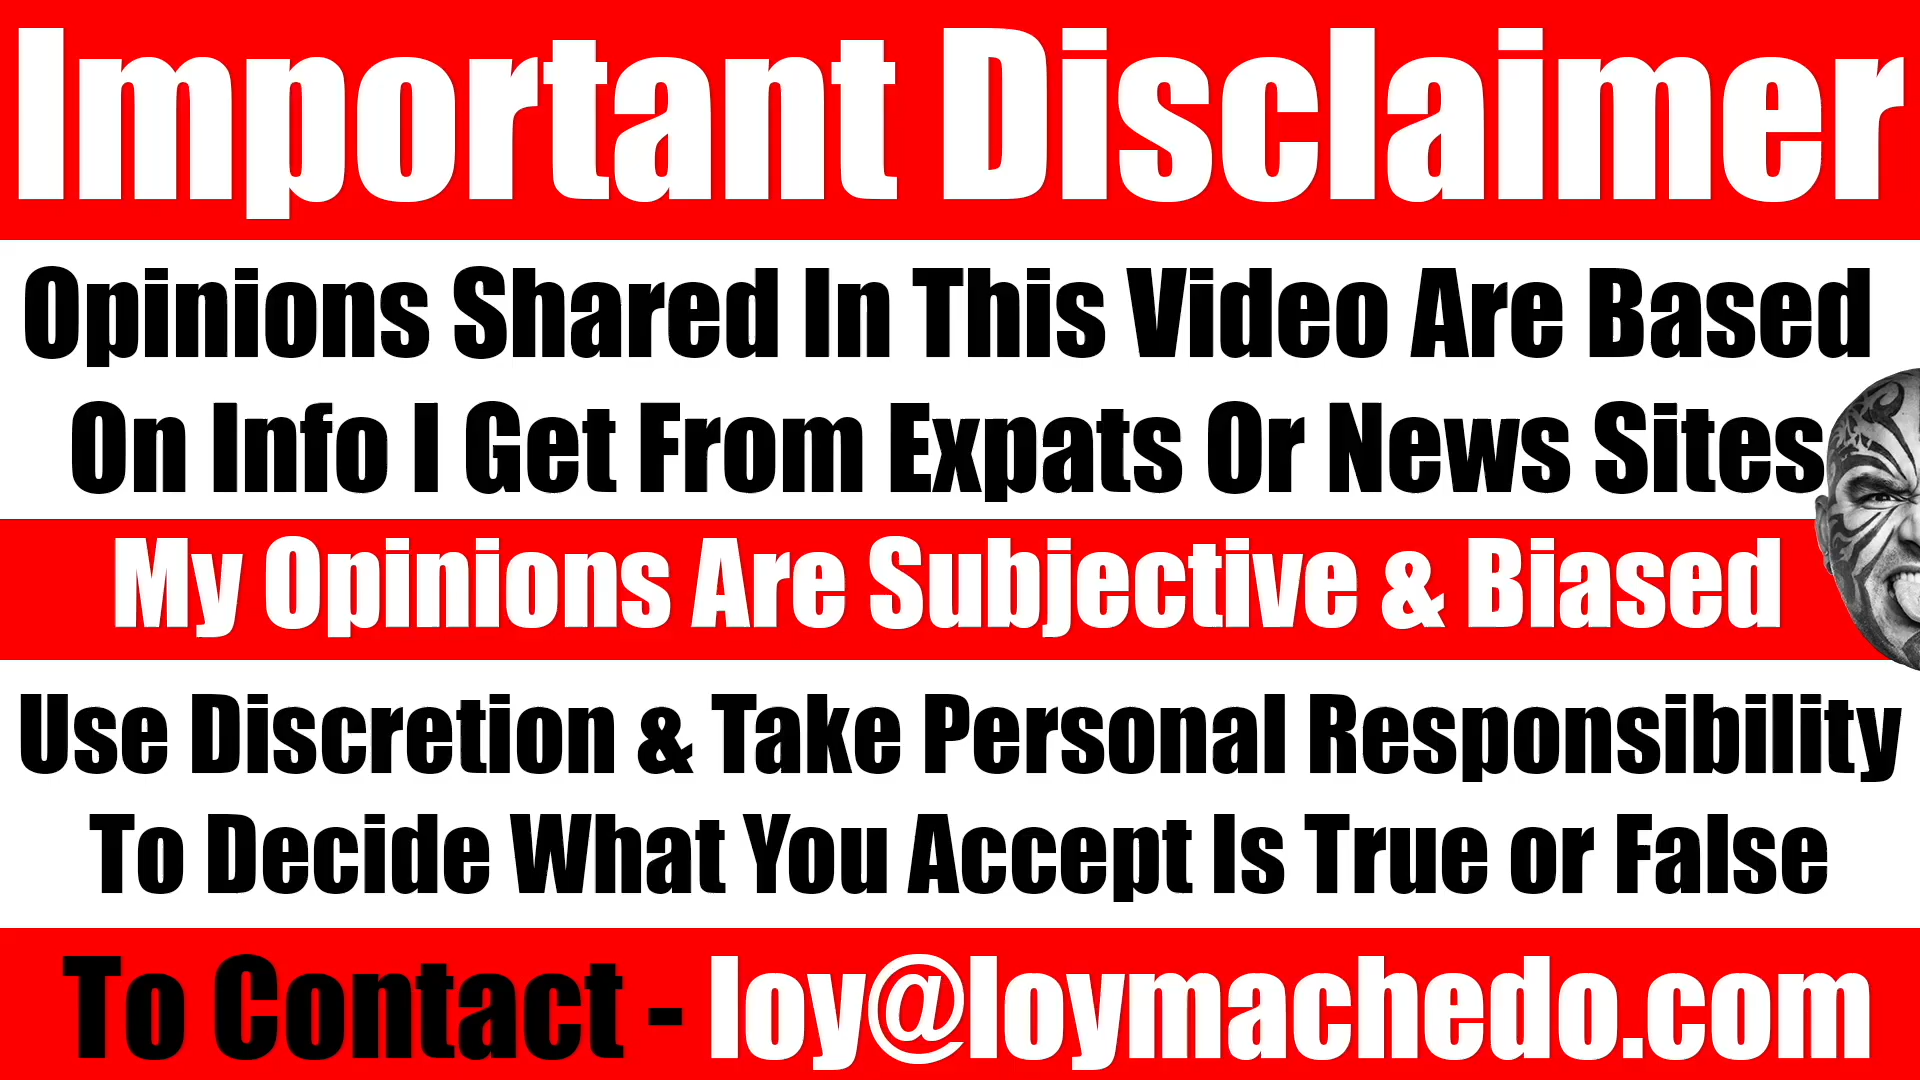 Important Disclaimer
Opinions Shared In This Video Are Based
On Info I Get From Expats Or News Sites
My Opinions Are Subjective & Biased
Use Discretion & Take Personal Responsibility
To Decide What You Accept Is True or False
To Contact - loy@loymachedo.com